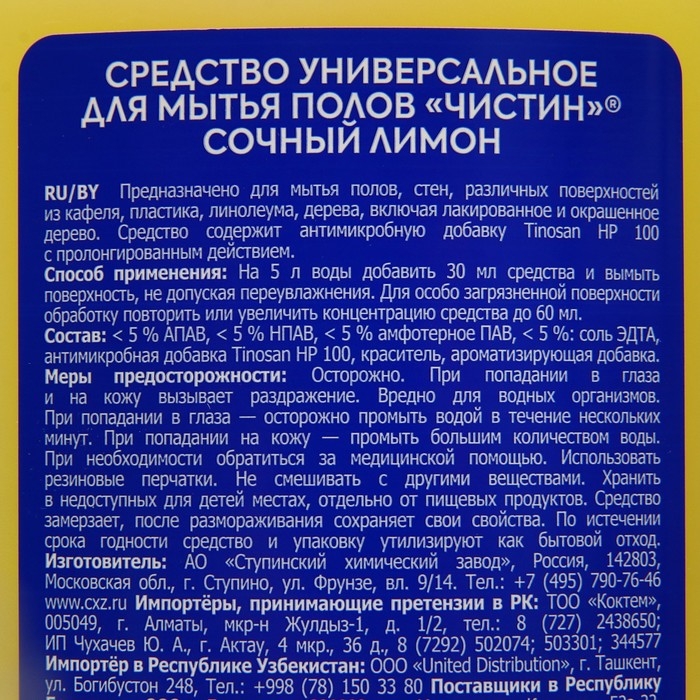 СРЕДСТВО УНИВЕРСАЛЬНОЕ
ДЛЯ МЫТЬЯ ПОЛОВ «ЧИСТИН»®
СОЧНЫЙ ЛИМОН
RU/BY Предназначено для мытья полов, стен, различных поверхностей
из кафеля, пластика, линолеума, дерева, включая лакированное и окрашенное
дерево. Средство содержит антимикробную добавку Tinosan HP 100
с пролонгированным действием.
Способ применения: На 5 л воды добавить 30 мл средства и вымыть
поверхность, не допуская переувлажнения. Для особо загрязненной поверхности
обработку повторить или увеличить концентрацию средства до 60 мл.
Состав: < 5 % АПАВ, < 5 % НПАВ, < 5 % амфотерное ПАВ, < 5 %: соль ЭДТА,
антимикробная добавка Tinosan HP 100, краситель, ароматизирующая добавка.
Меры предосторожности: Осторожно. При попадании в глаза
и на кожу вызывает раздражение. Вредно для водных организмов.
При попадании в глаза — осторожно промыть водой в течение нескольких
минут. При попадании на кожу — промыть большим количеством воды.
При необходимости обратиться за медицинской помощью. Использовать
резиновые перчатки. Не смешивать с другими веществами. Хранить
в недоступных для детей местах, отдельно от пищевых продуктов. Средство
замерзает, после размораживания сохраняет свои свойства. По истечении
срока годности средство и упаковку утилизируют как бытовой отход.
Изготовитель: АО «Ступинский химический завод», Россия, 142803,
Московская обл., г. Ступино, ул. Фрунзе, вл. 9/14. Тел.: +7 (495) 790-76-46
www.cxz.ru Импортёры, принимающие претензии в РК: ТОО «Коктем»,
005049, г. Алматы, мкр-н Жулдыз-1, д. 1/2, тел.: 8 (727) 2438650;
ИП Чухачев Ю. А., г. Актау, 4 мкр., 36 д., 8 (7292) 502074; 503301; 344577
Импортёр в Республике Узбекистан: ООО «United Distribution», г. Ташкент,
ул. Богибустон 248, Тел.: +998 (78) 150 33 80 Поставщики в Республику